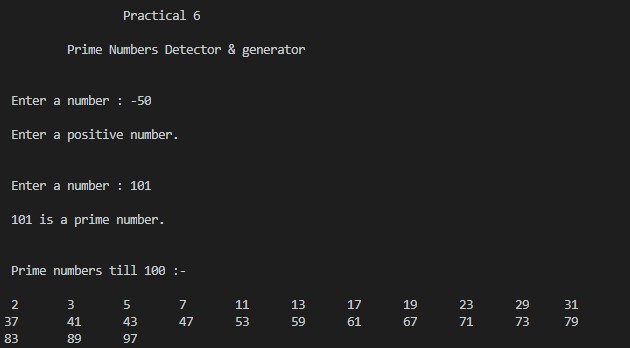 Practical 6
Prime Numbers Detector & generator
Enter a number : -50
Enter a positive number.
Enter a number : 101
101 is a prime number.
Prime numbers till 100 :-
2 3 5 7 11 13 17 19 23 29 31
37 41 43 47 53 59 61 67 71 73 79
83 89 97